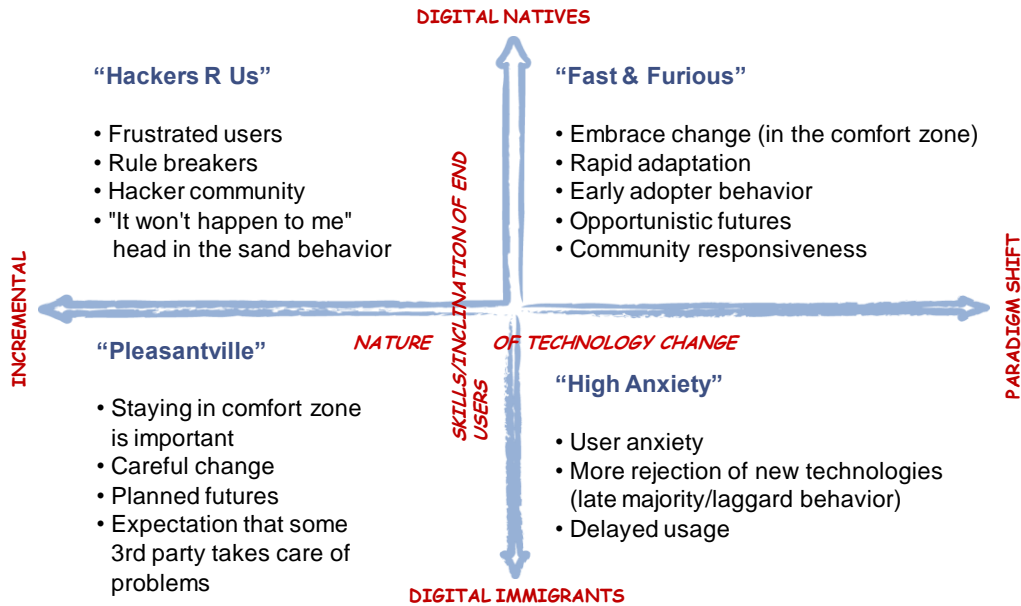 DIGITAL NATIVES
“Hackers R Us”
• Frustrated users
• Rule breakers
• Hacker community
• "It won't happen to me"
head in the sand behavior
“Fast & Furious”
• Embrace change (in the comfort zone)
• Rapid adaptation
• Early adopter behavior
• Opportunistic futures
• Community responsiveness
INCREMENTAL
SKILLS/INCLINATION OF END
USERS
NATURE OF TECHNOLOGY CHANGE
PARADIGM SHIFT
“Pleasantville”
• Staying in comfort zone
is important
• Careful change
• Planned futures
• Expectation that some
3rd party takes care of
problems
“High Anxiety”
• User anxiety
• More rejection of new technologies
(late majority/laggard behavior)
• Delayed usage
DIGITAL IMMIGRANTS